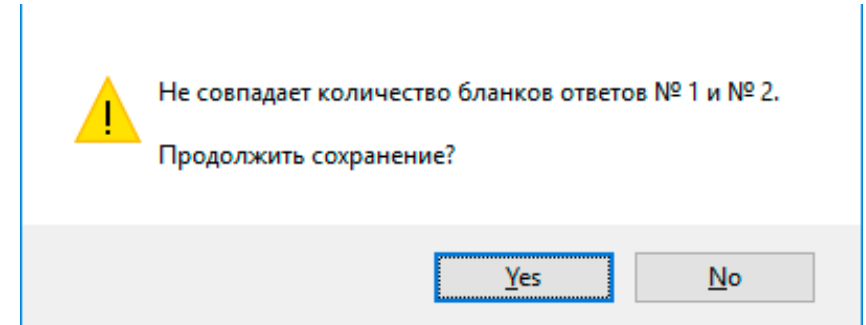 Не совпадает количество бланков ответов № 1 и № 2.
Продолжить сохранение?
Yes
No